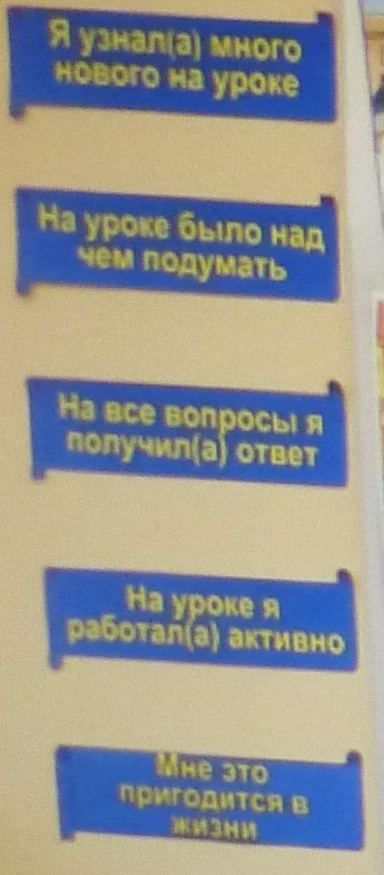 Я узнал(а) много
нового на уроке
На уроке было над
чем подумать
На все вопросы я
получил(а) ответ
На уроке я
работал(а) активно
Мне это
пригодится в
жизни